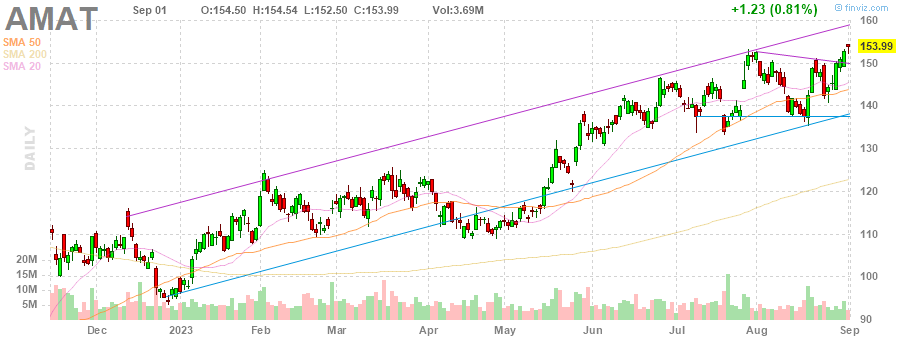 AMAT Sep 01 O:154.50 H:154.54 L:152.50 C:153.99 Vol:3.69M +1.23 (0.81%) finviz.com
SMA 50
SMA 200
SMA 20
DAILY
160
153.99
150
140
130
120
110
100
90
20M
15M
10M
5M
Dec 2023 Feb Mar Apr May Jun Jul Aug Sep